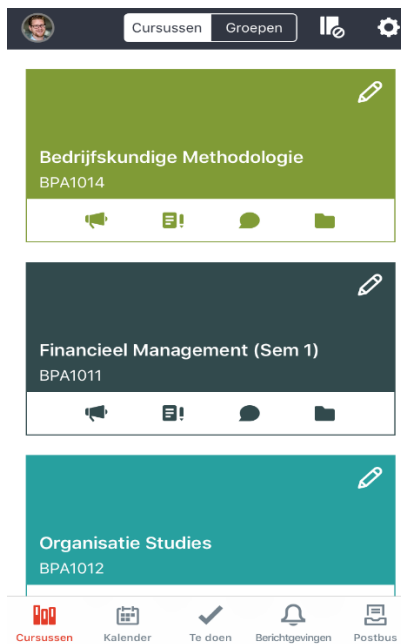 Cursussen Groepen
Bedrijfskundige Methodologie
BPA1014
Financieel Management (Sem 1)
BPA1011
Organisatie Studies
BPA1012
Cursussen Kalender Te doen Berichtgevingen Postbus